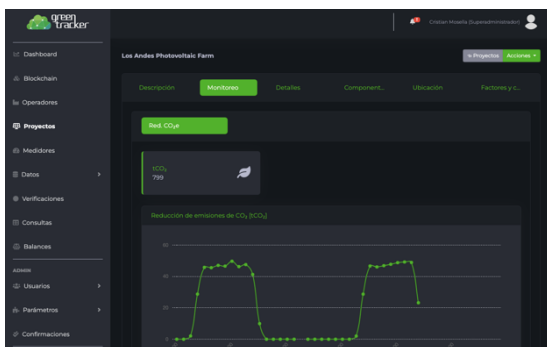 green
tracker
Cristian Mosella (Superadministrador)
Dashboard
Blockchain
Operadores
Proyectos
Medidores
Datos
Verificaciones
Consultas
Balances
ADMIN
Usuarios
Parámetros
Confirmaciones
Los Andes Photovoltaic Farm
Proyectos
Acciones
Descripción
Monitoreo
Detalles
Component...
Ubicación
Factores y c...
Red. CO₂e
tCO₂
799
Reducción de emisiones de CO₂ [tCO₂]
60
40
20
0